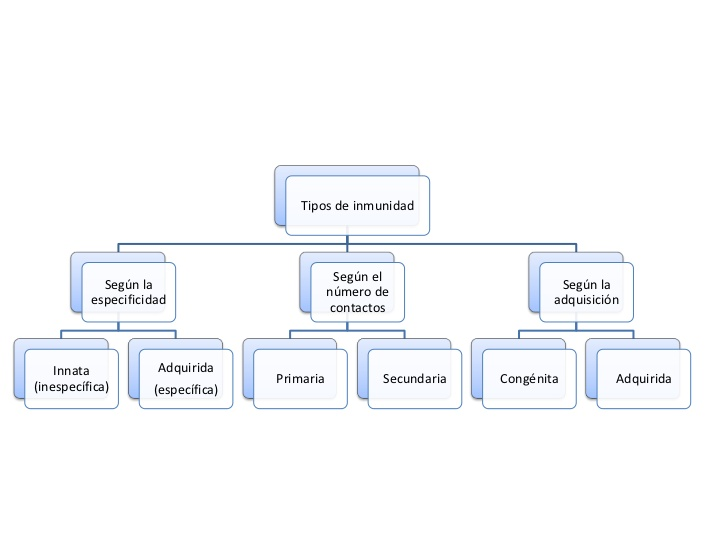 Tipos de inmunidad
Según la
especificidad
Según el
número de
contactos
Según la
adquisición
Innata
(inespecífica)
Adquirida
(específica)
Primaria
Secundaria
Congénita
Adquirida